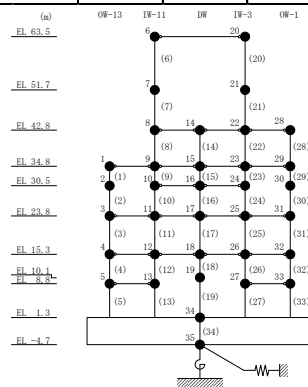 (m) OW-13 IW-11 DW IW-3 OW-1
EL 63.5 6 20
(6) (20)
EL 51.7 7 21
(7) (21)
EL 42.8 8 14 22 28
(8) (14) (22) (28)
EL 34.8 1 9 15 23 29
(1) (9) (15) (23) (29)
EL 30.5 2 10 16 24 30
(2) (10) (16) (24) (30)
EL 23.8 3 11 17 25 31
(3) (11) (17) (25) (31)
EL 15.3 4 12 18 26 32
(4) (12) (18) (26) (32)
EL 10.1 19
EL 8.8 5 13 27 33
(5) (13) (19) (27) (33)
EL 1.3 34
(34)
EL -4.7 35